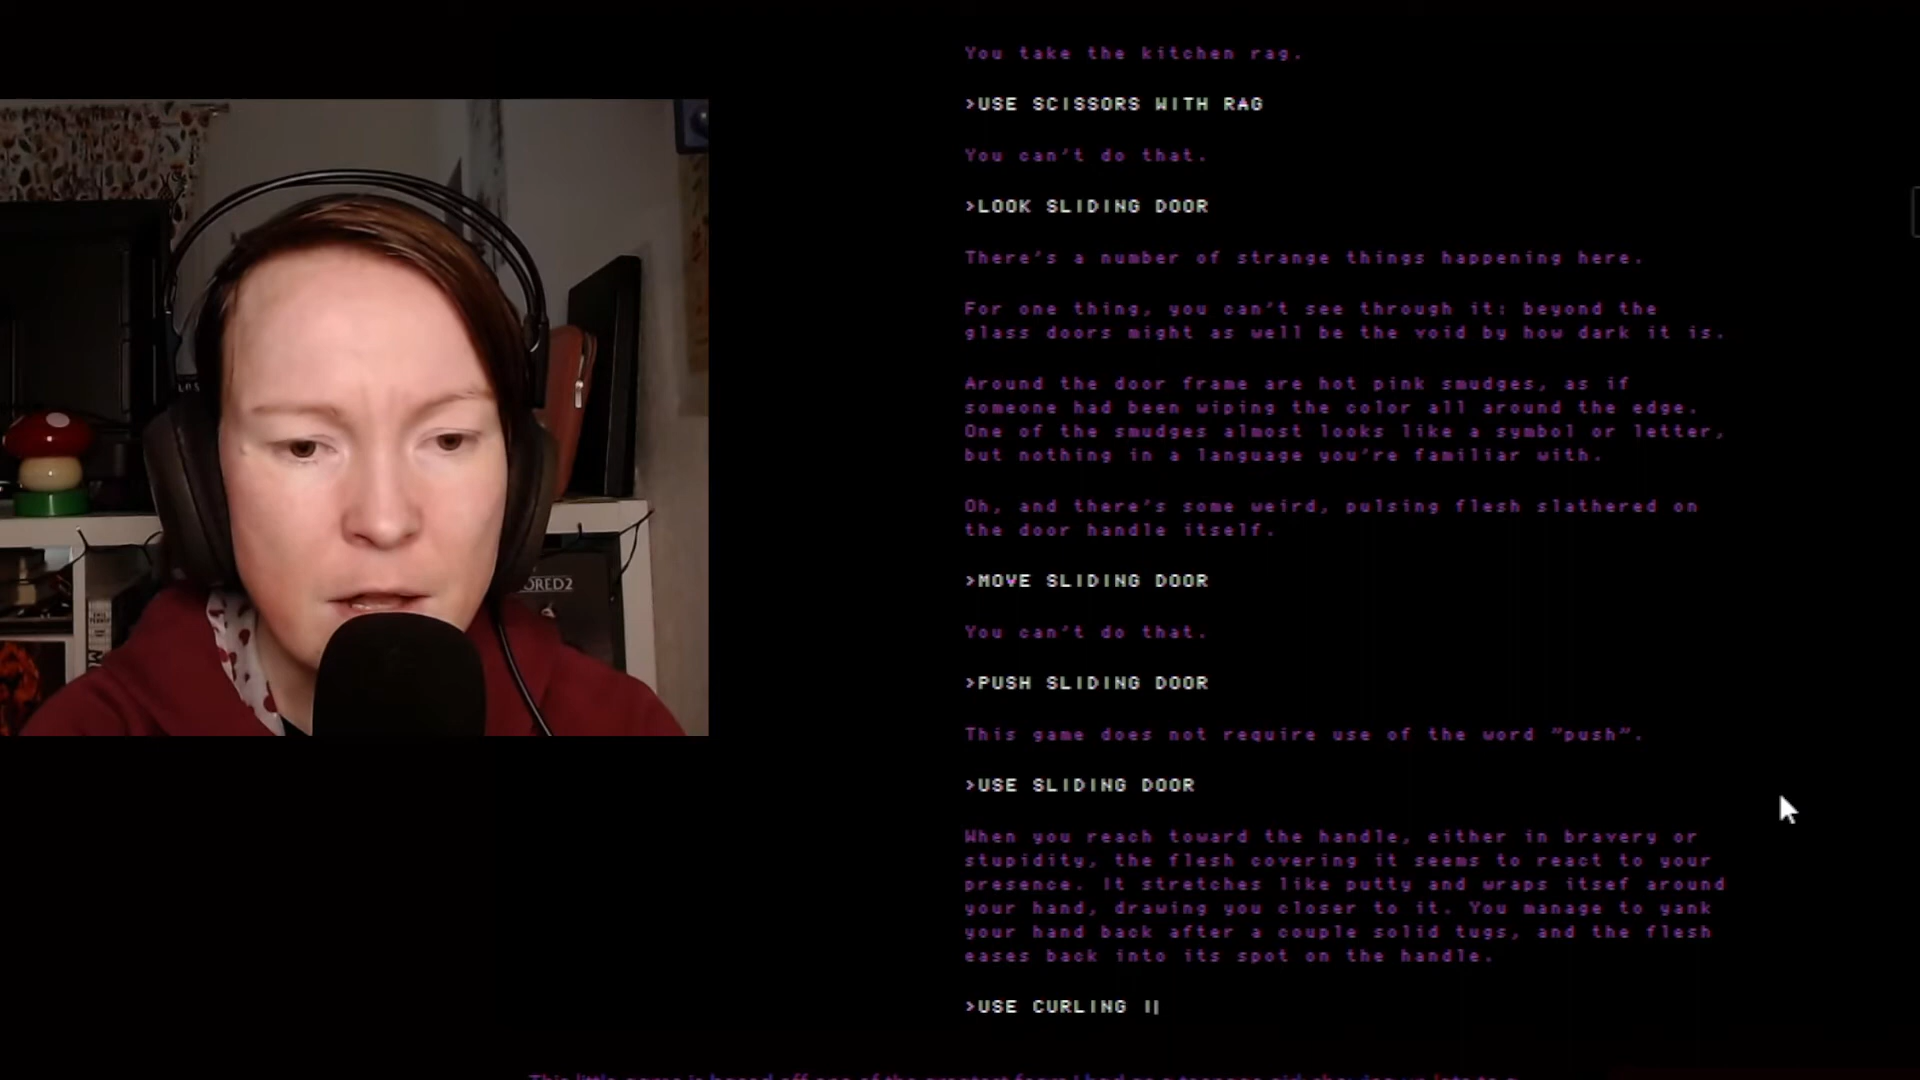 You take the kitchen rag.
>USE SCISSORS WITH RAG
You can't do that.
>LOOK SLIDING DOOR
There's a number of strange things happening here.
For one thing, you can't see through it: beyond the
glass doors might as well be the void by how dark it is.
Around the door frame are hot pink smudges, as if
someone had been wiping the color all around the edge.
One of the smudges almost looks like a symbol or letter,
but nothing in a language you're familiar with.
Oh, and there's some weird, pulsing flesh slathered on
the door handle itself.
>MOVE SLIDING DOOR
You can't do that.
>PUSH SLIDING DOOR
This game does not require use of the word "push".
>USE SLIDING DOOR
When you reach toward the handle, either in bravery or
stupidity, the flesh covering it seems to react to your
presence. It stretches like putty and wraps itsef around
your hand, drawing you closer to it. You manage to yank
your hand back after a couple solid tugs, and the flesh
eases back into its spot on the handle.
>USE CURLING I
ORED2